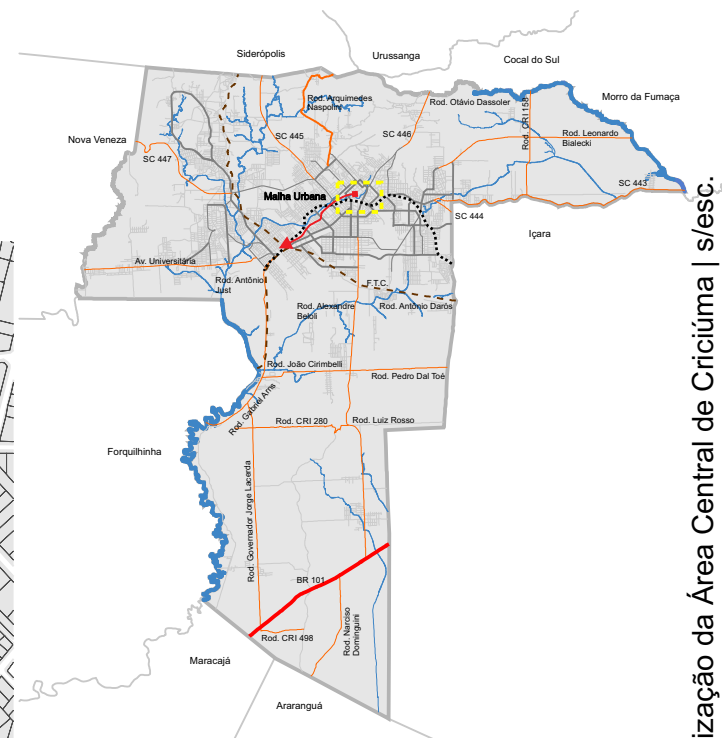 Siderópolis
Urussanga
Cocal do Sul
Morro da Fumaça
Rod. Arquimedes
Naspolini
Rod. Otávio Dassoler
Rod. CRI 158
Rod. Leonardo
Bialecki
Nova Veneza
SC 445
SC 446
SC 447
SC 443
Malha Urbana
SC 444
Içara
Av. Universitária
Rod. Antônio
Just
F.T.C.
Rod. Alexandre
Beloli
Rod. Antônio Darós
Rod. João Cirimbelli
Rod. Pedro Dal Toé
Rod. Gabriel Arns
Rod. CRI 280
Rod. Luiz Rosso
Forquilhinha
Rod. Governador Jorge Lacerda
BR 101
Rod. Narciso
Dominguini
Rod. CRI 498
Maracajá
Araranguá
ização da Área Central de Criciúma | s/esc.